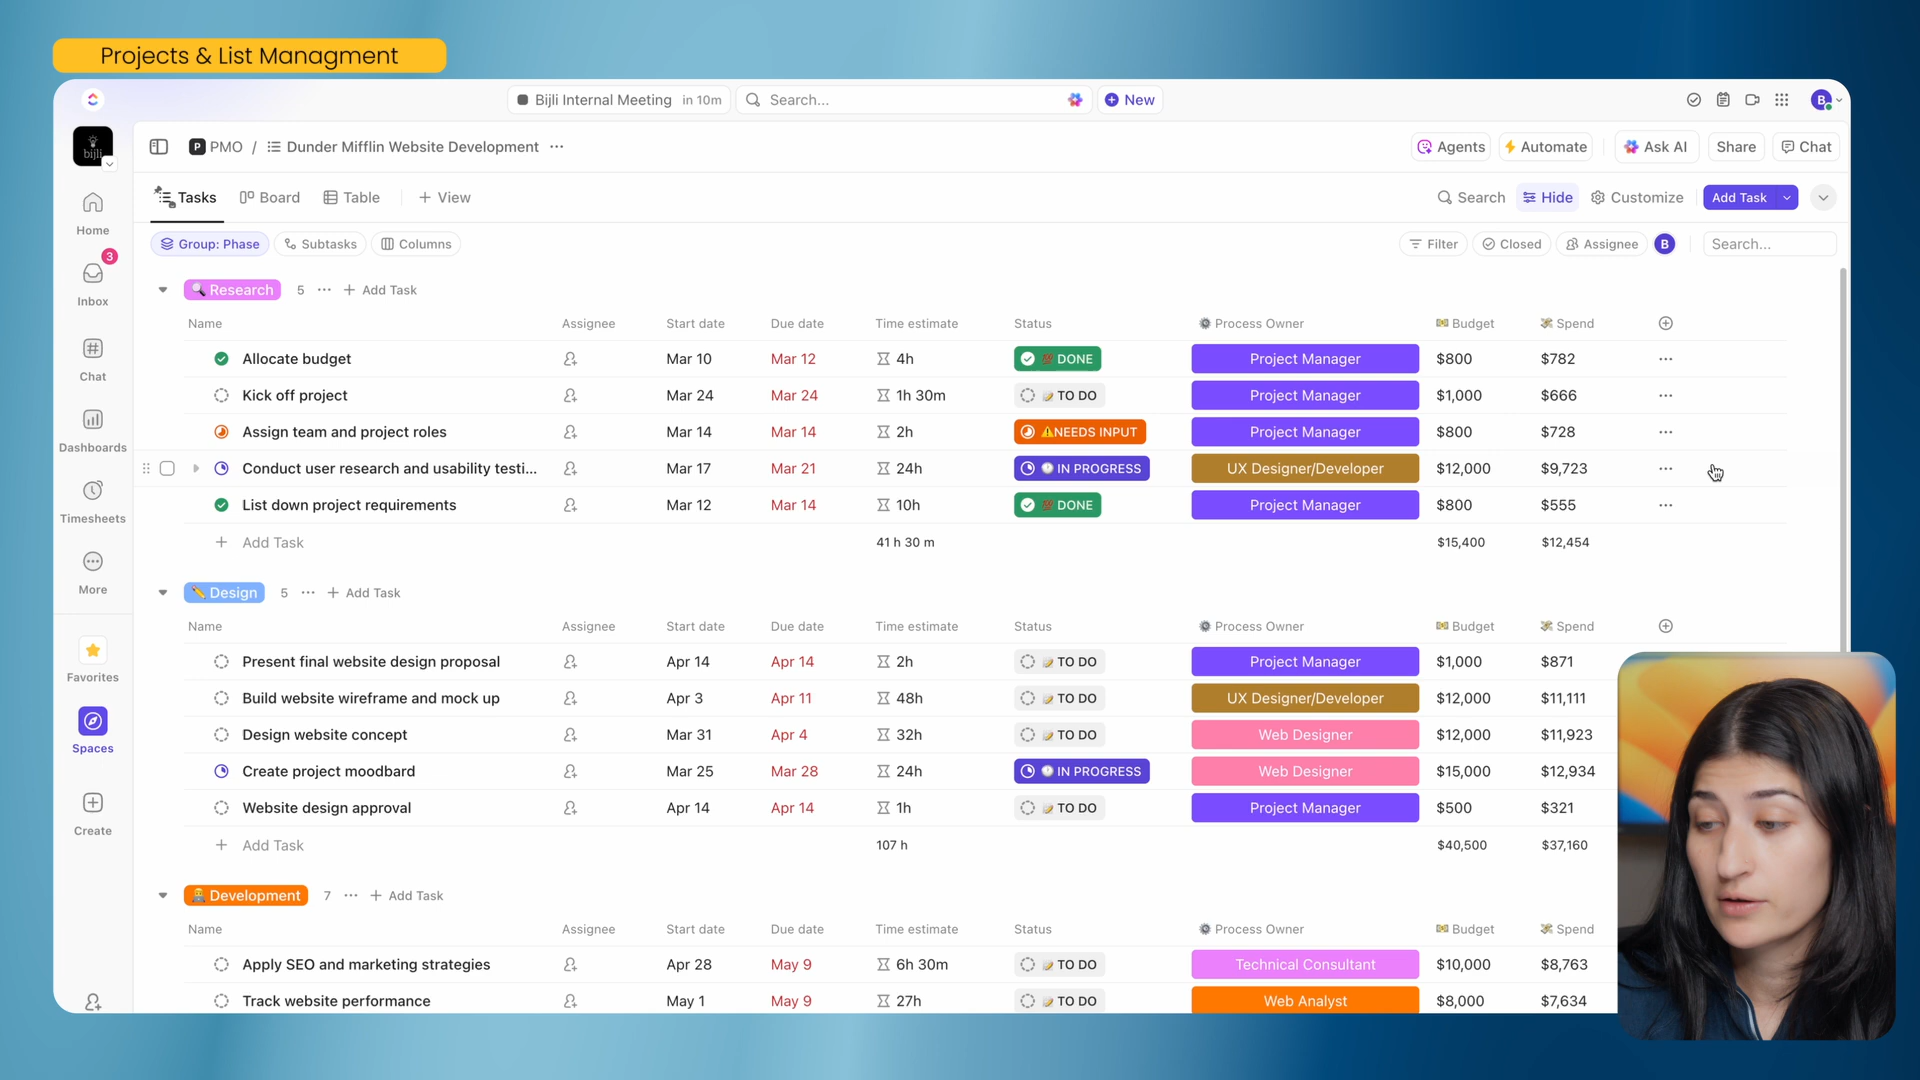 Projects & List Managment
Bijli Internal Meeting in 10m Search... New B
bijli PMO / Dunder Mifflin Website Development ... Agents Automate Ask AI Share Chat
Tasks Board Table + View Search Hide Customize Add Task
Group: Phase Subtasks Columns Filter Closed Assignee B Search...
Home
3
Inbox
Chat
Dashboards
Timesheets
More
Favorites
Spaces
Create
Research 5 ... + Add Task
Name Assignee Start date Due date Time estimate Status Process Owner Budget Spend
Allocate budget Mar 10 Mar 12 4h DONE Project Manager $800 $782 ...
Kick off project Mar 24 Mar 24 1h 30m TO DO Project Manager $1,000 $666 ...
Assign team and project roles Mar 14 Mar 14 2h NEEDS INPUT Project Manager $800 $728 ...
Conduct user research and usability testi... Mar 17 Mar 21 24h IN PROGRESS UX Designer/Developer $12,000 $9,723 ...
List down project requirements Mar 12 Mar 14 10h DONE Project Manager $800 $555 ...
+ Add Task 41 h 30 m $15,400 $12,454
Design 5 ... + Add Task
Name Assignee Start date Due date Time estimate Status Process Owner Budget Spend
Present final website design proposal Apr 14 Apr 14 2h TO DO Project Manager $1,000 $871
Build website wireframe and mock up Apr 3 Apr 11 48h TO DO UX Designer/Developer $12,000 $11,111
Design website concept Mar 31 Apr 4 32h TO DO Web Designer $12,000 $11,923
Create project moodbard Mar 25 Mar 28 24h IN PROGRESS Web Designer $15,000 $12,934
Website design approval Apr 14 Apr 14 1h TO DO Project Manager $500 $321
+ Add Task 107 h $40,500 $37,160
Development 7 ... + Add Task
Name Assignee Start date Due date Time estimate Status Process Owner Budget Spend
Apply SEO and marketing strategies Apr 28 May 9 6h 30m TO DO Technical Consultant $10,000 $8,763
Track website performance May 1 May 9 27h TO DO Web Analyst $8,000 $7,634